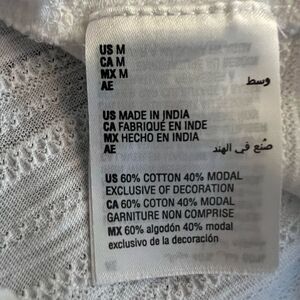 US M
CA M
MX M
AE وسط
US MADE IN INDIA
CA FABRIQUÉ EN INDE
MX HECHO EN INDIA
AE صنع في الهند
US 60% COTTON 40% MODAL
EXCLUSIVE OF DECORATION
CA 60% COTON 40% MODAL
GARNITURE NON COMPRISE
MX 60% algodón 40% modal
exclusivo de la decoración